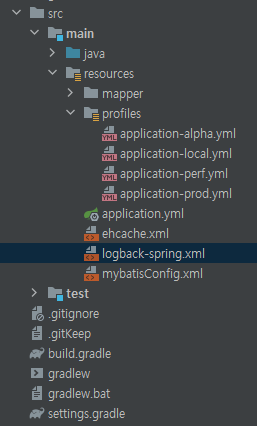 src
main
java
resources
mapper
profiles
application-alpha.yml
application-local.yml
application-perf.yml
application-prod.yml
application.yml
ehcache.xml
logback-spring.xml
mybatisConfig.xml
test
.gitignore
.gitKeep
build.gradle
gradlew
gradlew.bat
settings.gradle